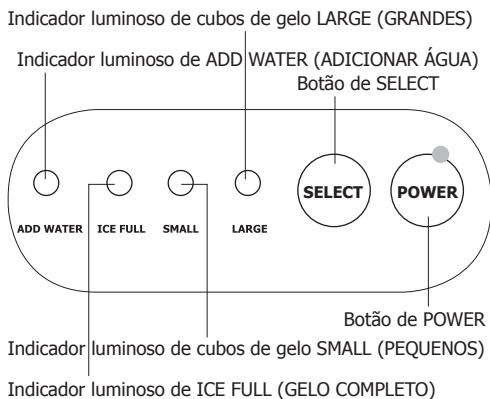 Indicador luminoso de cubos de gelo LARGE (GRANDES)
Indicador luminoso de ADD WATER (ADICIONAR ÁGUA)
Botão de SELECT
SELECT
POWER
ADD WATER
ICE FULL
SMALL
LARGE
Botão de POWER
Indicador luminoso de cubos de gelo SMALL (PEQUENOS)
Indicador luminoso de ICE FULL (GELO COMPLETO)